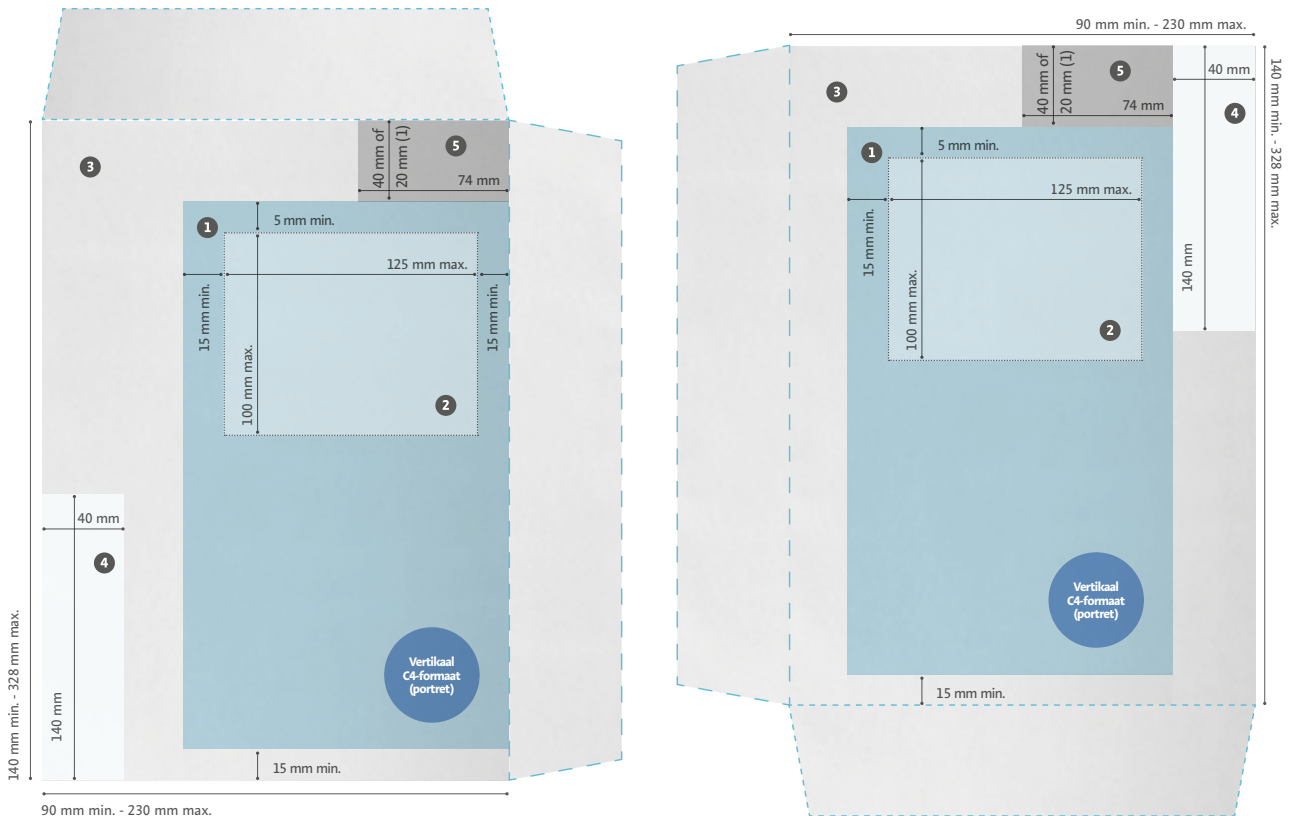 3
40 mm of
20 mm (1)
5
74 mm
1
5 mm min.
125 mm max.
15 mm min.
15 mm min.
100 mm max.
2
40 mm
4
140 mm
140 mm min. - 328 mm max.
Vertikaal
C4-formaat
(portret)
15 mm min.
90 mm min. - 230 mm max.
90 mm min. - 230 mm max.
3
40 mm of
20 mm (1)
5
74 mm
40 mm
4
140 mm
140 mm min. - 328 mm max.
1
5 mm min.
125 mm max.
15 mm min.
100 mm max.
2
Vertikaal
C4-formaat
(portret)
15 mm min.